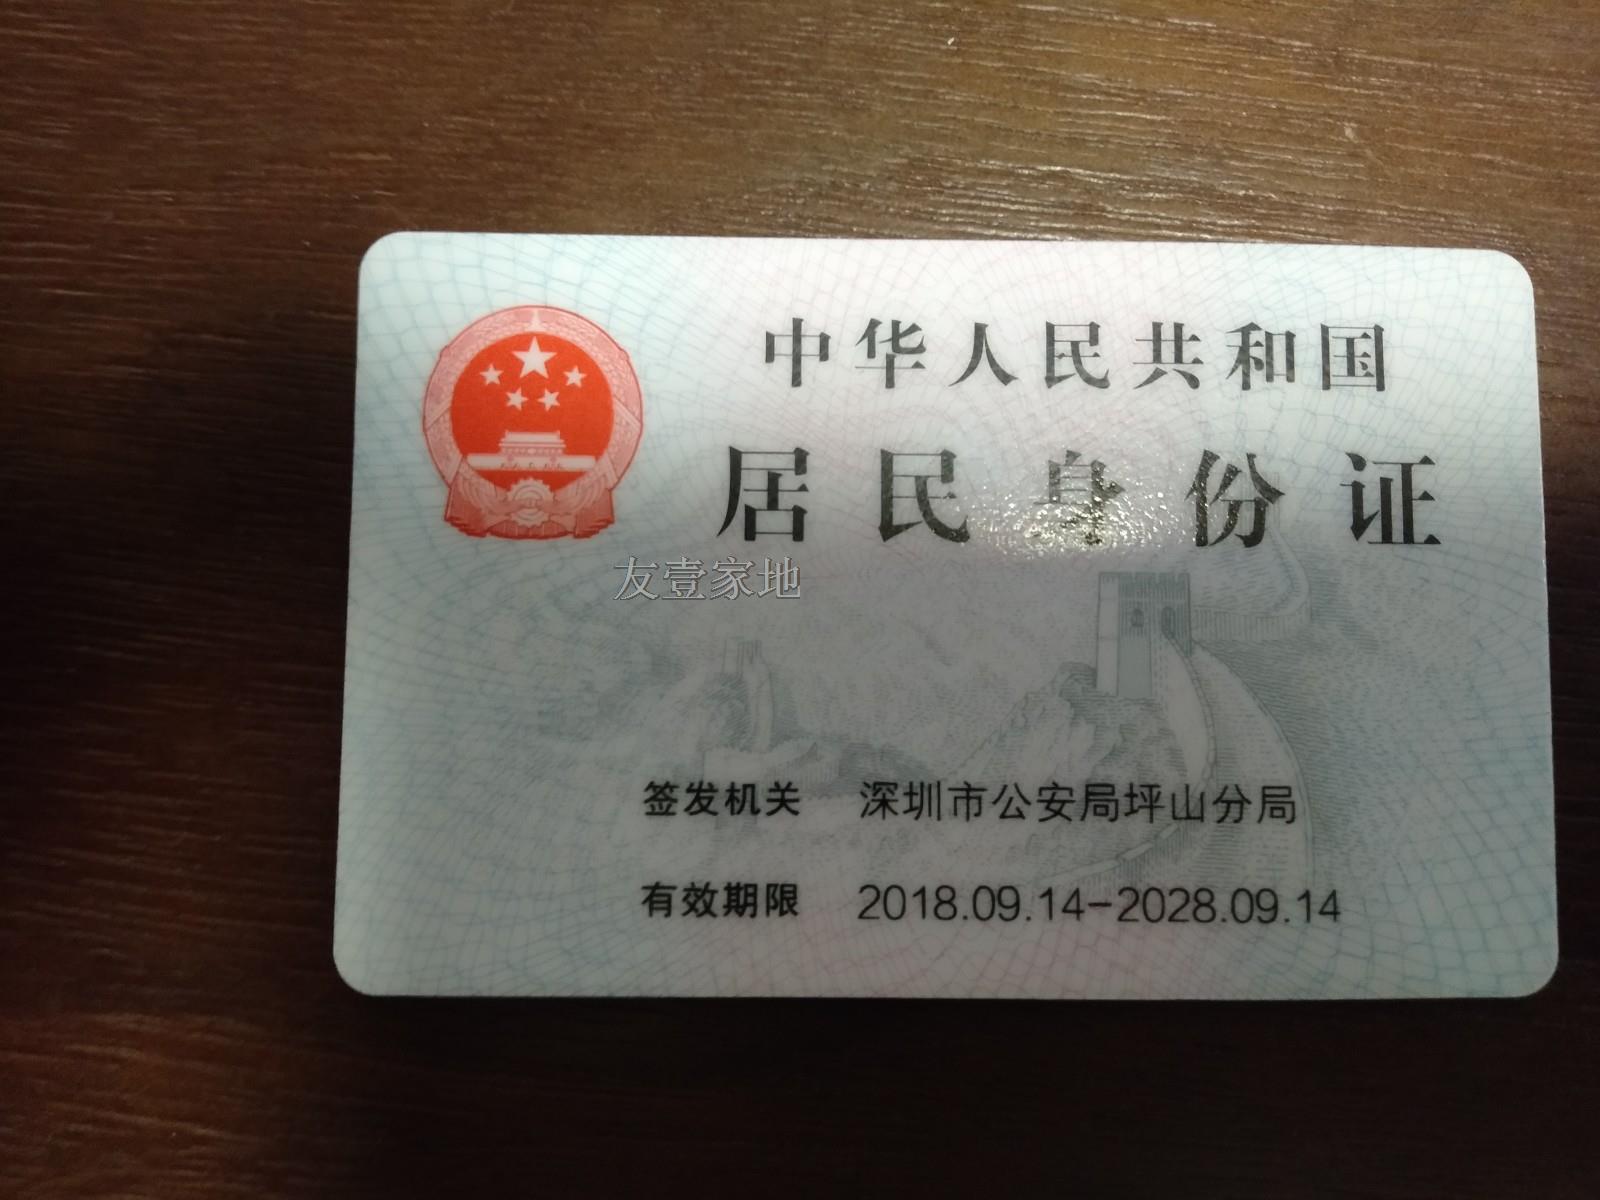 中华人民共和国
居民身份证
友壹家地
签发机关 深圳市公安局坪山分局
有效期限 2018.09.14-2028.09.14